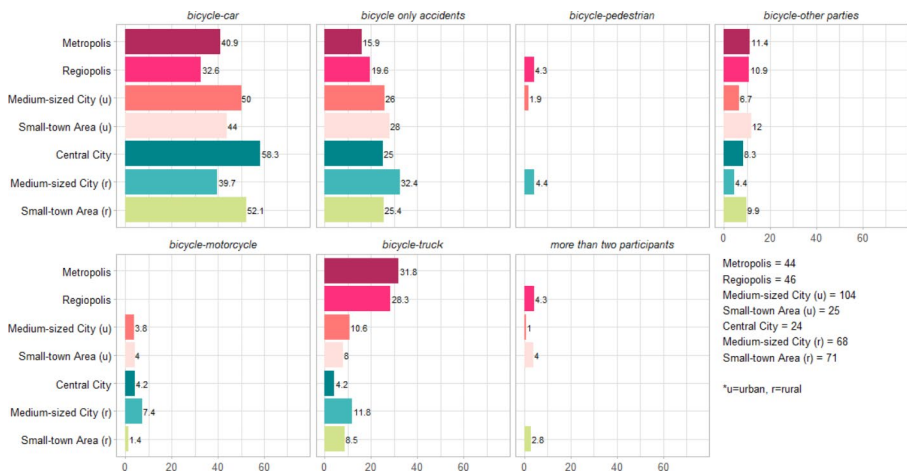 bicycle-car
bicycle only accidents
bicycle-pedestrian
bicycle-other parties
Metropolis 40.9 15.9 11.4
Regiopolis 32.6 19.6 4.3 10.9
Medium-sized City (u) 50 26 1.9 6.7
Small-town Area (u) 44 28 12
Central City 58.3 25 8.3
Medium-sized City (r) 39.7 32.4 4.4 4.4
Small-town Area (r) 52.1 25.4 9.9
0 20 40 60
bicycle-motorcycle
bicycle-truck
more than two participants
Metropolis 31.8
Regiopolis 28.3 4.3
Medium-sized City (u) 3.8 10.6 1
Small-town Area (u) 4 8 4
Central City 4.2 4.2
Medium-sized City (r) 7.4 11.8
Small-town Area (r) 1.4 8.5 2.8
0 20 40 60 0 20 40 60 0 20 40 60
Metropolis = 44
Regiopolis = 46
Medium-sized City (u) = 104
Small-town Area (u) = 25
Central City = 24
Medium-sized City (r) = 68
Small-town Area (r) = 71
*u=urban, r=rural